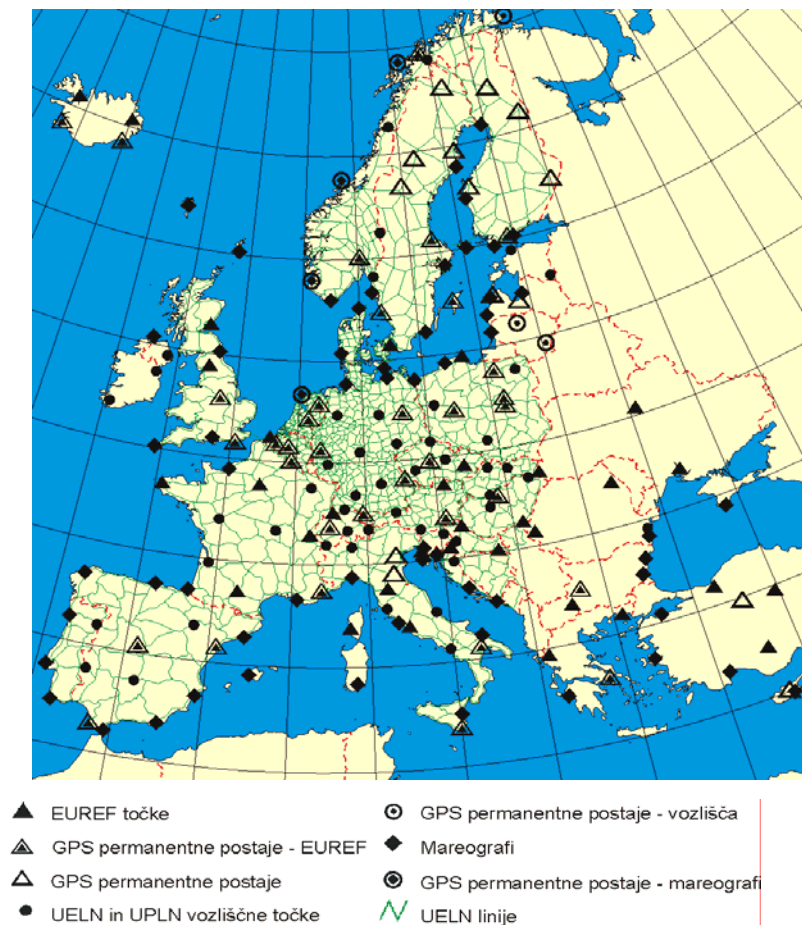 EUREF točke
GPS permanentne postaje - EUREF
GPS permanentne postaje
UELN in UPLN vozliščne točke
GPS permanentne postaje - vozlišča
Mareografi
GPS permanentne postaje - mareografi
UELN linije